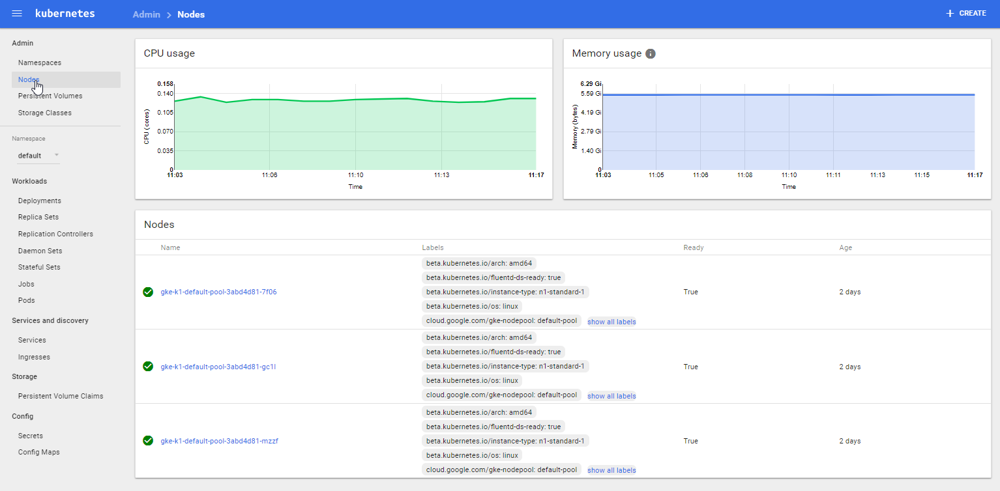 kubernetes
Admin > Nodes
+ CREATE
Admin
Namespaces
Nodes
Persistent Volumes
Storage Classes
Namespace
default
Workloads
Deployments
Replica Sets
Replication Controllers
Daemon Sets
Stateful Sets
Jobs
Pods
Services and discovery
Services
Ingresses
Storage
Persistent Volume Claims
Config
Secrets
Config Maps
CPU usage
CPU (cores)
0.158
0.140
0.105
0.070
0.035
0
11:03 11:06 11:10 11:13 11:17
Time
Memory usage
Memory (bytes)
6.29 Gi
5.59 Gi
4.19 Gi
2.79 Gi
1.40 Gi
0
11:03 11:05 11:06 11:08 11:10 11:11 11:13 11:15 11:17
Time
Nodes
Name Labels Ready Age
beta.kubernetes.io/arch: amd64
beta.kubernetes.io/fluentd-ds-ready: true
gke-k1-default-pool-3abd4d81-7f06 beta.kubernetes.io/instance-type: n1-standard-1 True 2 days
beta.kubernetes.io/os: linux
cloud.google.com/gke-nodepool: default-pool show all labels
beta.kubernetes.io/arch: amd64
beta.kubernetes.io/fluentd-ds-ready: true
gke-k1-default-pool-3abd4d81-gc1l beta.kubernetes.io/instance-type: n1-standard-1 True 2 days
beta.kubernetes.io/os: linux
cloud.google.com/gke-nodepool: default-pool show all labels
beta.kubernetes.io/arch: amd64
beta.kubernetes.io/fluentd-ds-ready: true
gke-k1-default-pool-3abd4d81-mzzf beta.kubernetes.io/instance-type: n1-standard-1 True 2 days
beta.kubernetes.io/os: linux
cloud.google.com/gke-nodepool: default-pool show all labels